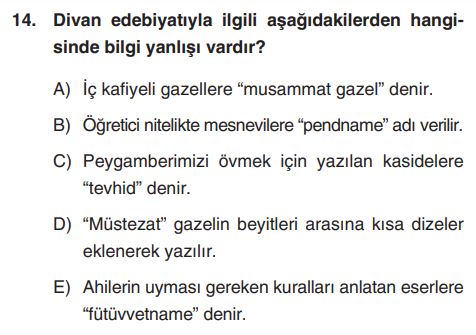 14. Divan edebiyatıyla ilgili aşağıdakilerden hangi-
sinde bilgi yanlışı vardır?
A) İç kafiyeli gazellere “musammat gazel” denir.
B) Öğretici nitelikte mesnevilere “pendname” adı verilir.
C) Peygamberimizi övmek için yazılan kasidelere
“tevhid” denir.
D) “Müstezat” gazelin beyitleri arasına kısa dizeler
eklenerek yazılır.
E) Ahilerin uyması gereken kuralları anlatan eserlere
“fütüvvetname” denir.